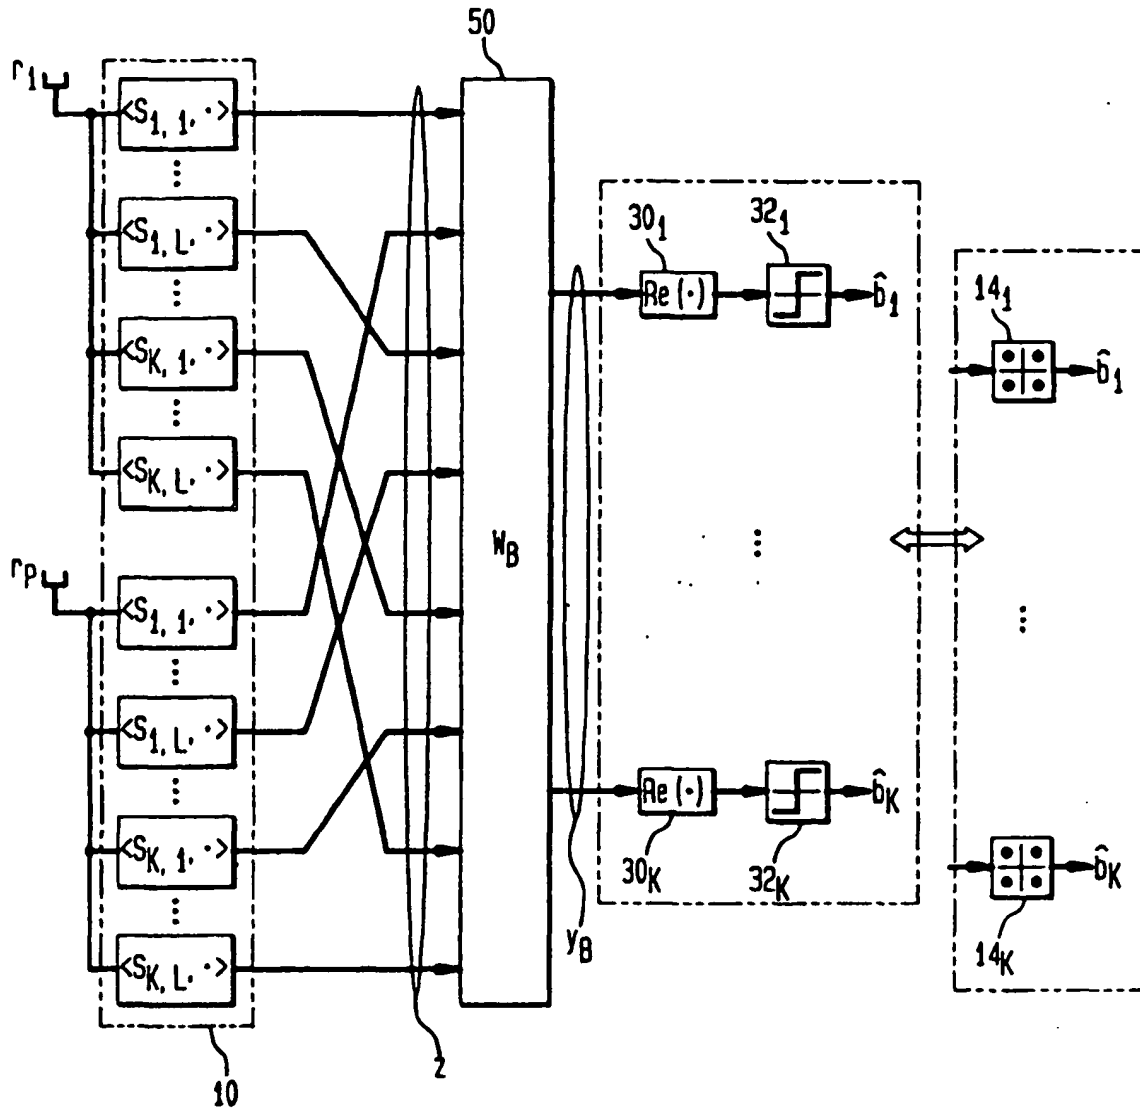 50
r1
<S1, 1, ·>
<S1, L, ·>
<SK, 1, ·>
<SK, L, ·>
rP
<S1, 1, ·>
<S1, L, ·>
<SK, 1, ·>
<SK, L, ·>
10
z
WB
yB
301
Re(·)
321
b̂1
30K
Re(·)
32K
b̂K
141
b̂1
14K
b̂K